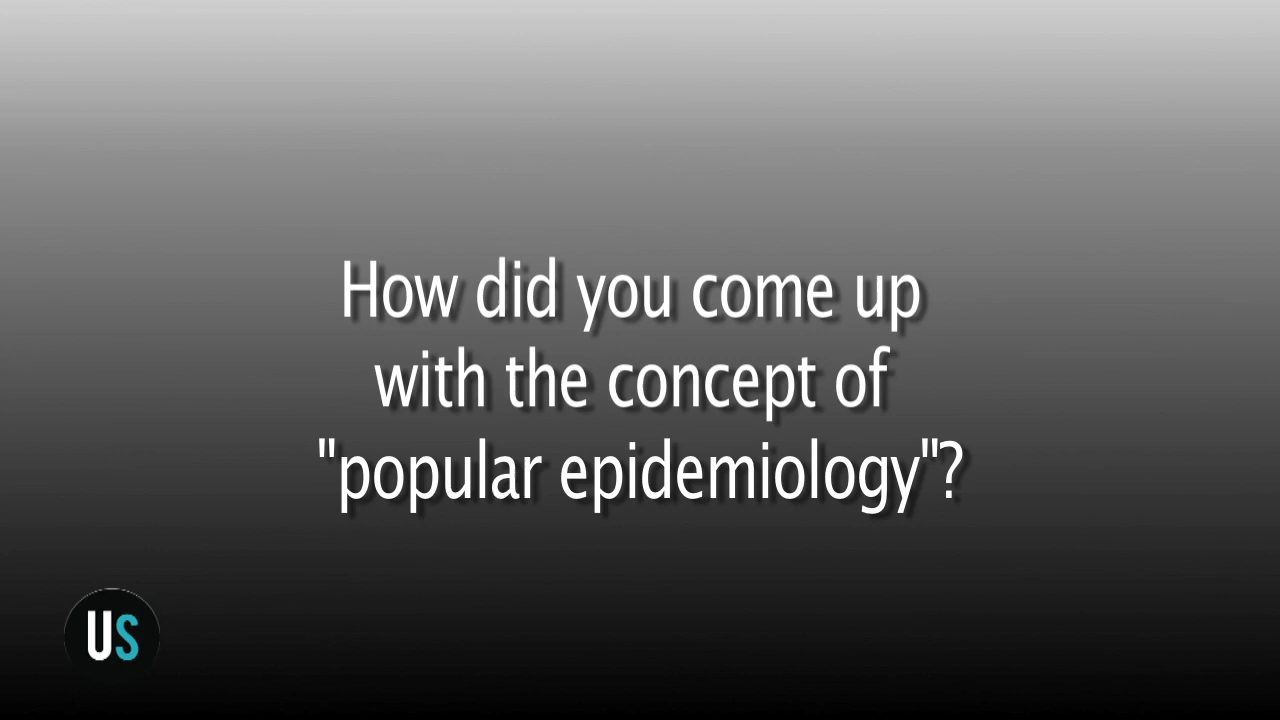 How did you come up
with the concept of
"popular epidemiology"?
US